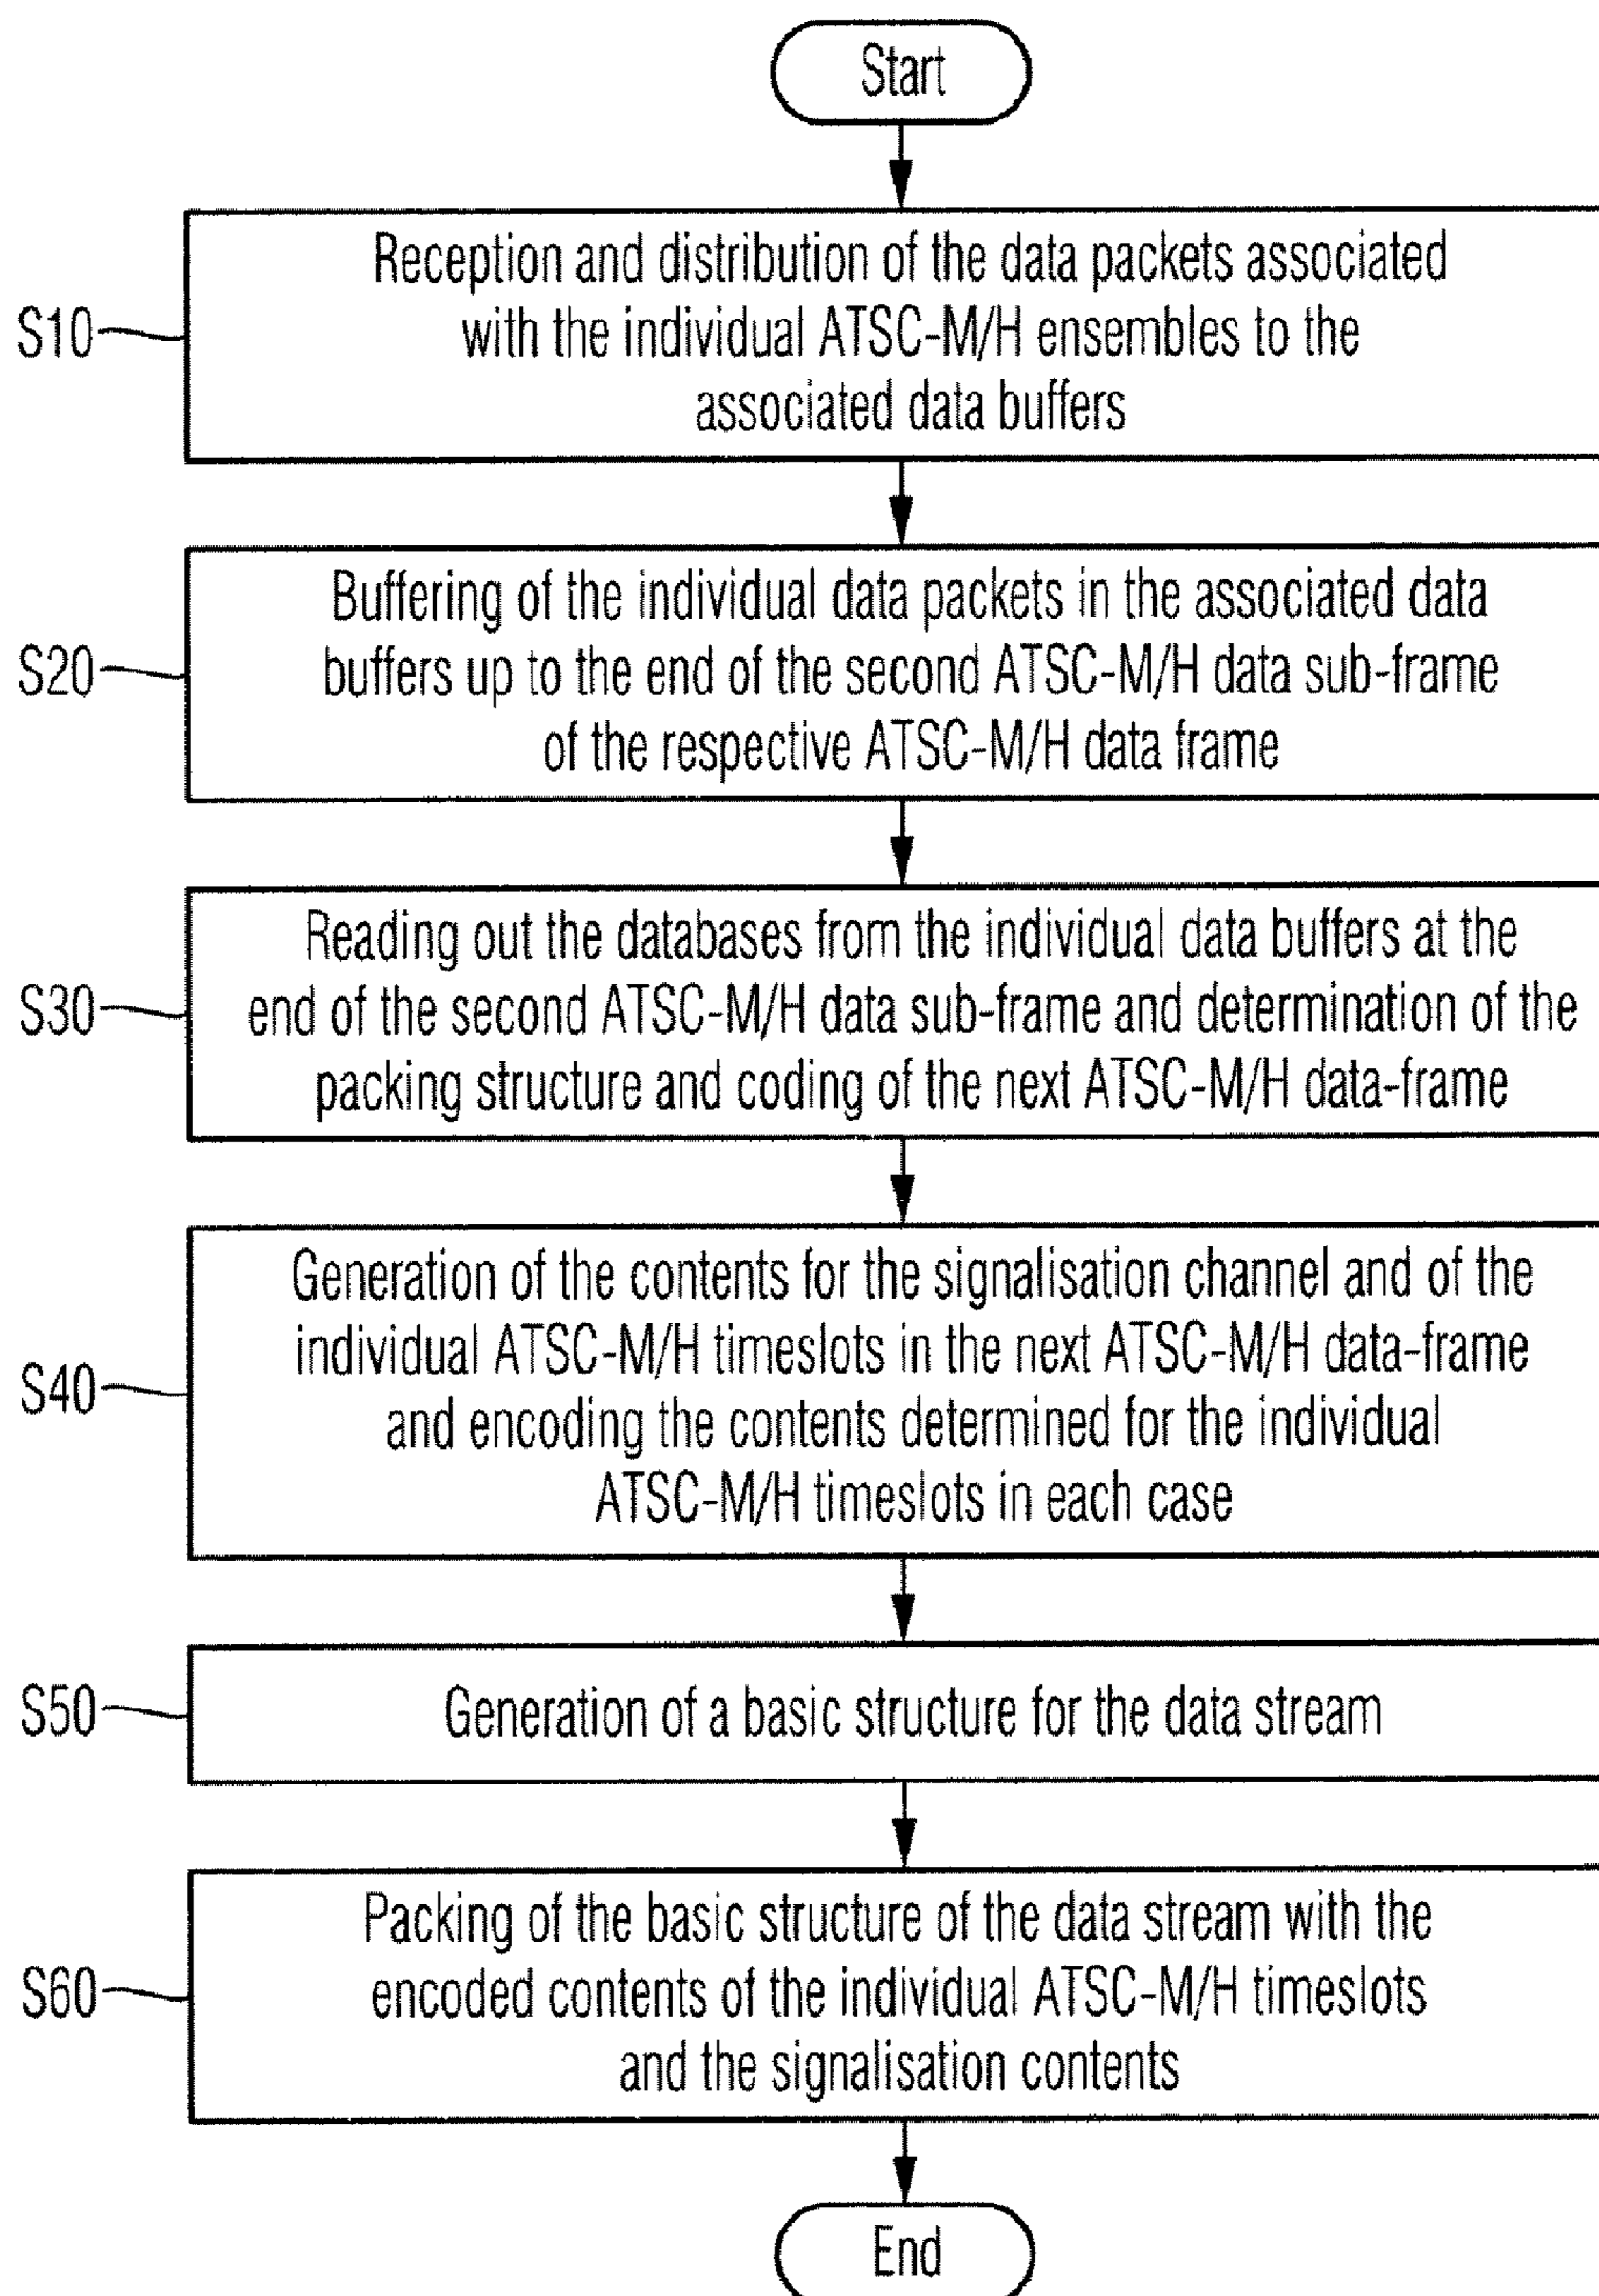 Start
S10
Reception and distribution of the data packets associated
with the individual ATSC-M/H ensembles to the
associated data buffers
S20
Buffering of the individual data packets in the associated data
buffers up to the end of the second ATSC-M/H data sub-frame
of the respective ATSC-M/H data frame
S30
Reading out the databases from the individual data buffers at the
end of the second ATSC-M/H data sub-frame and determination of the
packing structure and coding of the next ATSC-M/H data-frame
S40
Generation of the contents for the signalisation channel and of the
individual ATSC-M/H timeslots in the next ATSC-M/H data-frame
and encoding the contents determined for the individual
ATSC-M/H timeslots in each case
S50
Generation of a basic structure for the data stream
S60
Packing of the basic structure of the data stream with the
encoded contents of the individual ATSC-M/H timeslots
and the signalisation contents
End